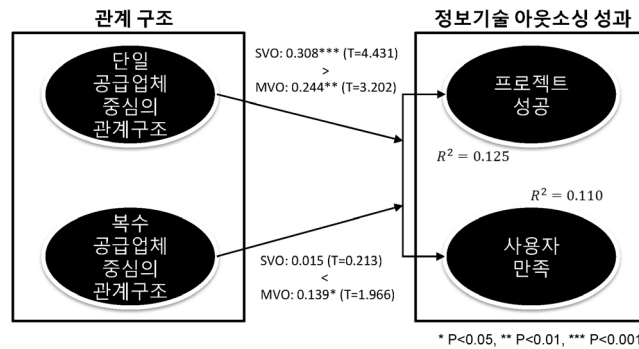 관계 구조
정보기술 아웃소싱 성과
단일
공급업체
중심의
관계구조
SVO: 0.308*** (T=4.431)
>
MVO: 0.244** (T=3.202)
프로젝트
성공
R² = 0.125
R² = 0.110
복수
공급업체
중심의
관계구조
SVO: 0.015 (T=0.213)
<
MVO: 0.139* (T=1.966)
사용자
만족
* P<0.05, ** P<0.01, *** P<0.001